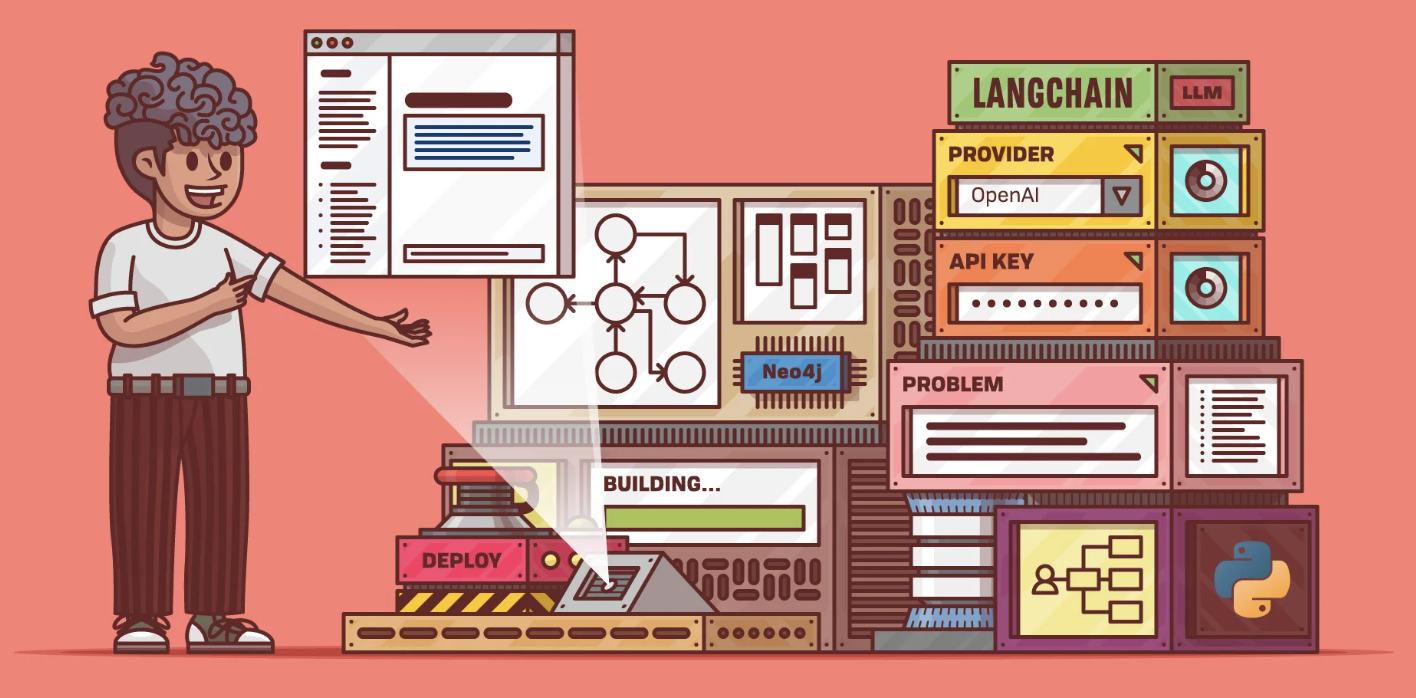 LANGCHAIN
LLM
PROVIDER
OpenAI
API KEY
PROBLEM
Neo4j
BUILDING...
DEPLOY